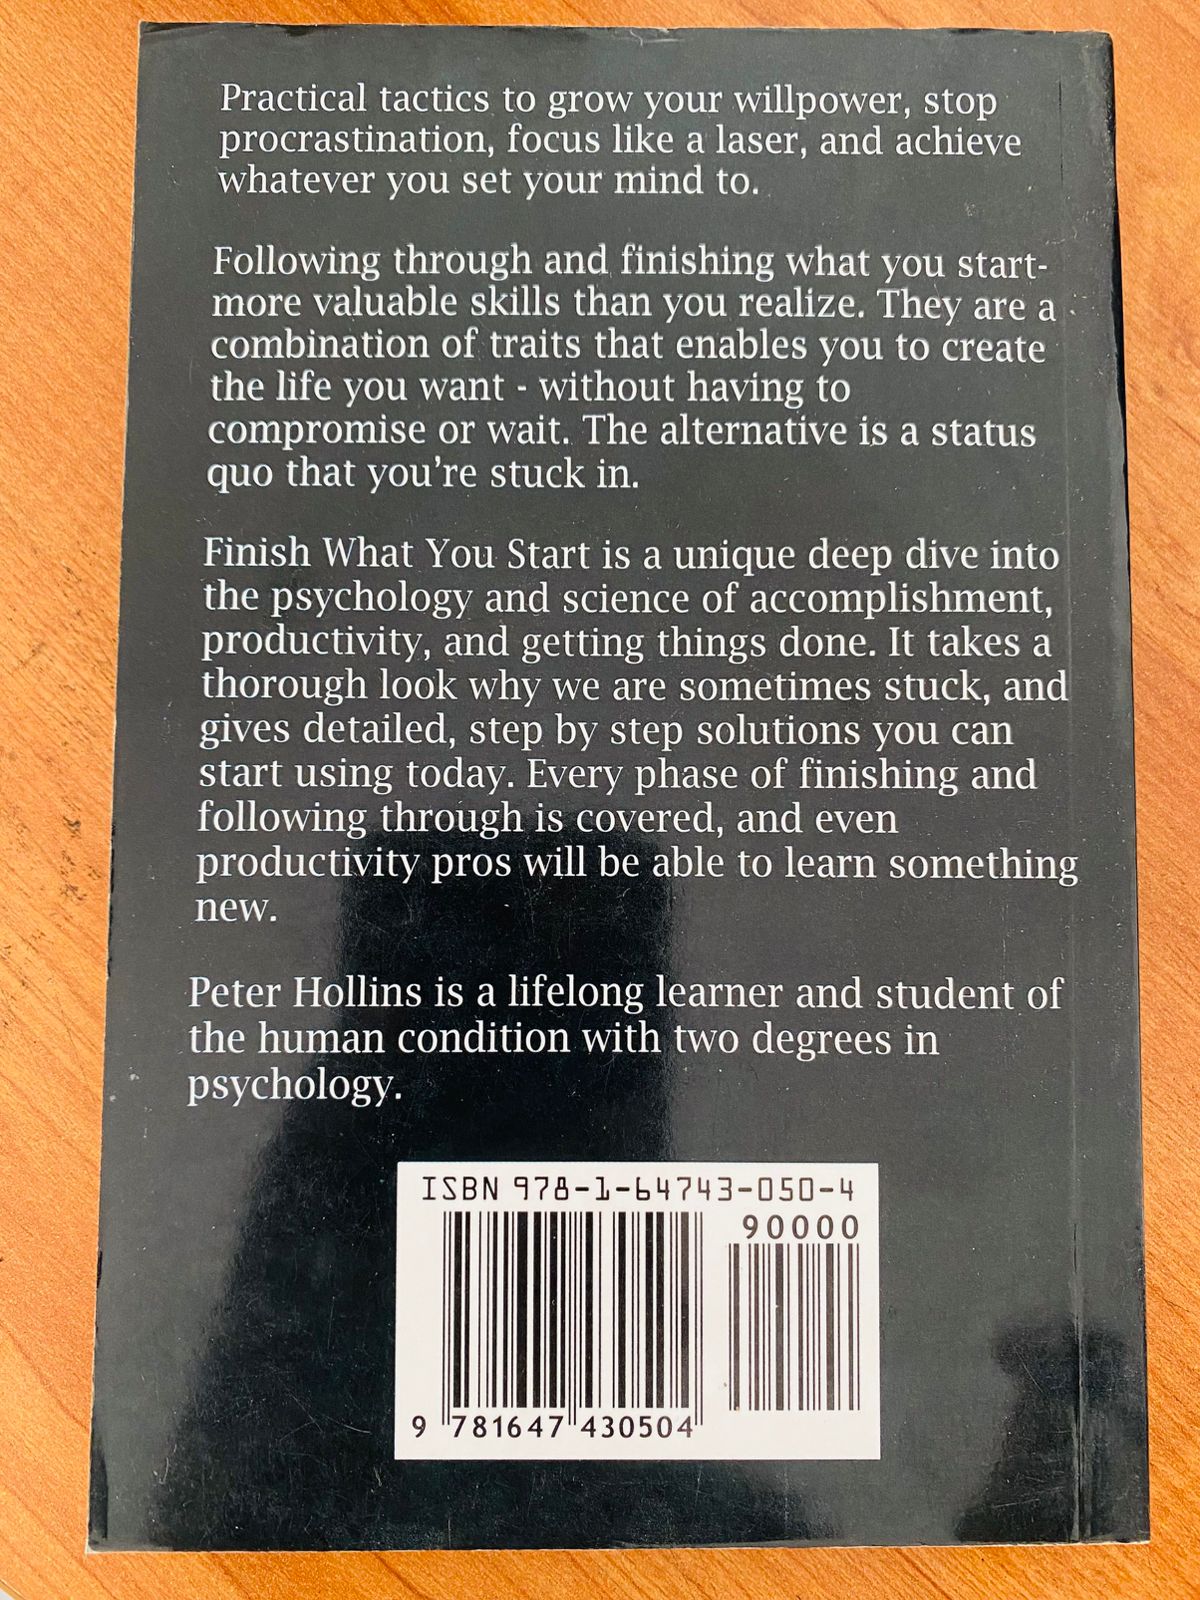 Practical tactics to grow your willpower, stop
procrastination, focus like a laser, and achieve
whatever you set your mind to.
Following through and finishing what you start-
more valuable skills than you realize. They are a
combination of traits that enables you to create
the life you want - without having to
compromise or wait. The alternative is a status
quo that you're stuck in.
Finish What You Start is a unique deep dive into
the psychology and science of accomplishment,
productivity, and getting things done. It takes a
thorough look why we are sometimes stuck, and
gives detailed, step by step solutions you can
start using today. Every phase of finishing and
following through is covered, and even
productivity pros will be able to learn something
new.
Peter Hollins is a lifelong learner and student of
the human condition with two degrees in
psychology.
ISBN 978-1-64743-050-4
90000
9 781647 430504